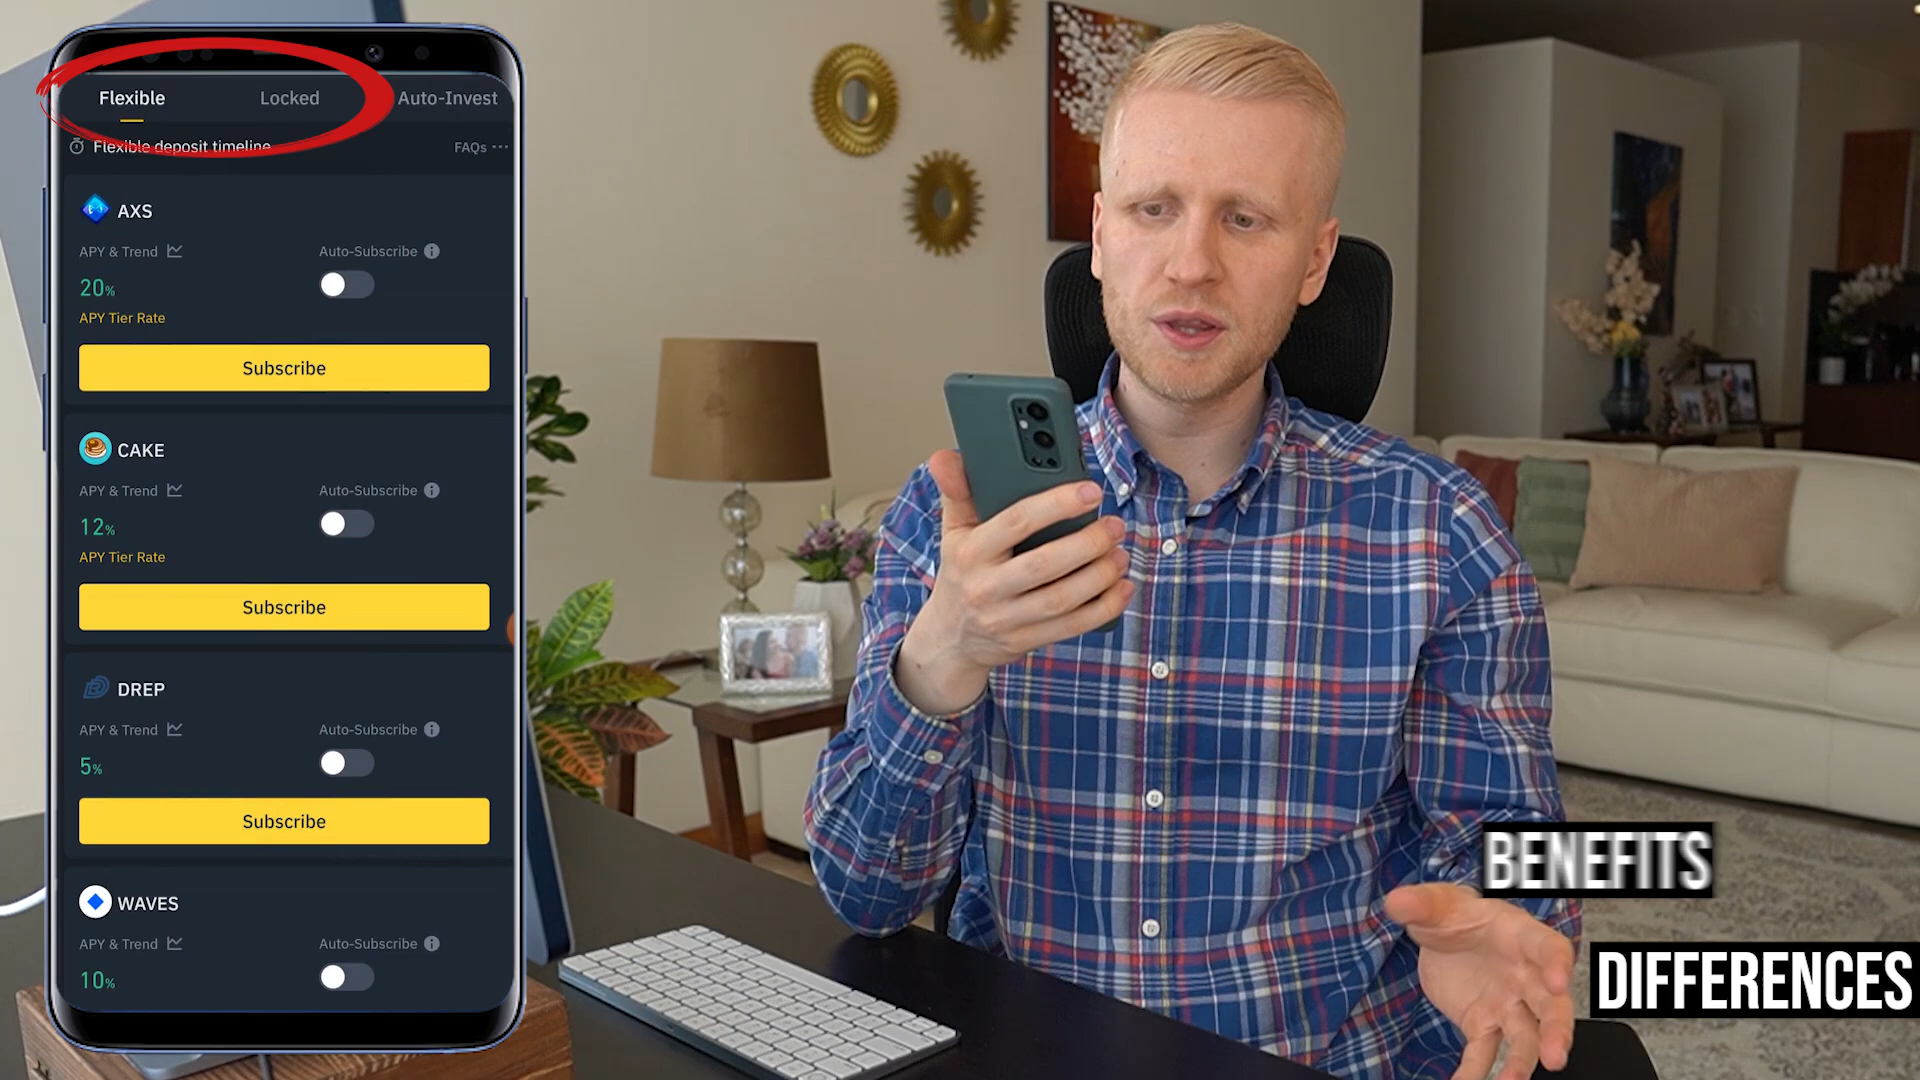 Flexible Locked Auto-Invest
Flexible deposit timeline FAQs ...
AXS
APY & Trend Auto-Subscribe
20%
APY Tier Rate
Subscribe
CAKE
APY & Trend Auto-Subscribe
12%
APY Tier Rate
Subscribe
DREP
APY & Trend Auto-Subscribe
5%
Subscribe
WAVES
APY & Trend Auto-Subscribe
10%
BENEFITS
DIFFERENCES